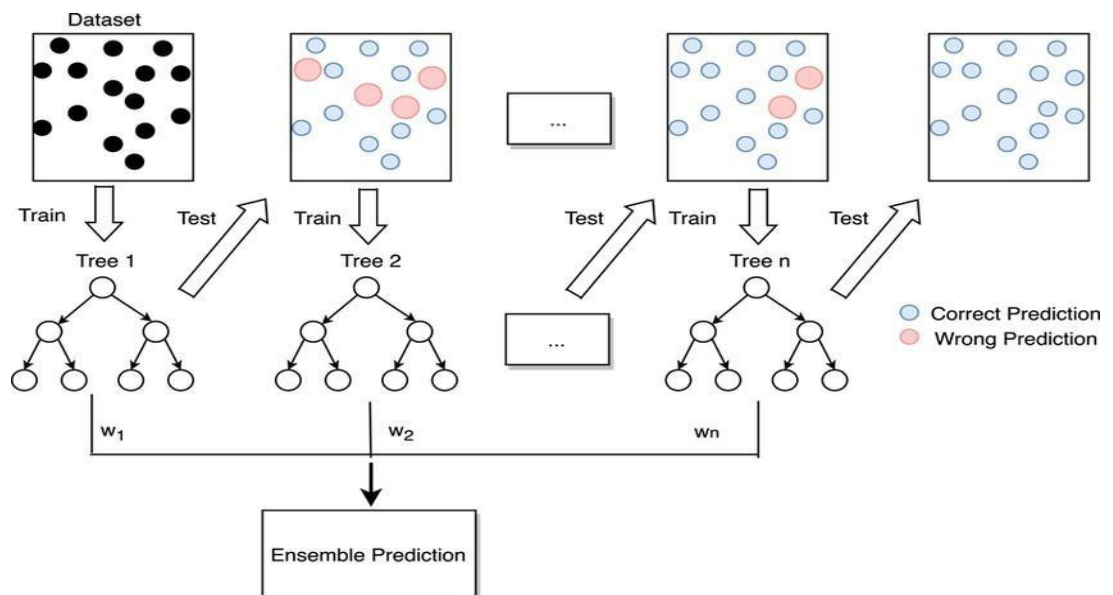 Dataset
...
Train
Test
Train
Test
Train
Test
Tree 1
Tree 2
Tree n
...
Correct Prediction
Wrong Prediction
w1
w2
wn
Ensemble Prediction